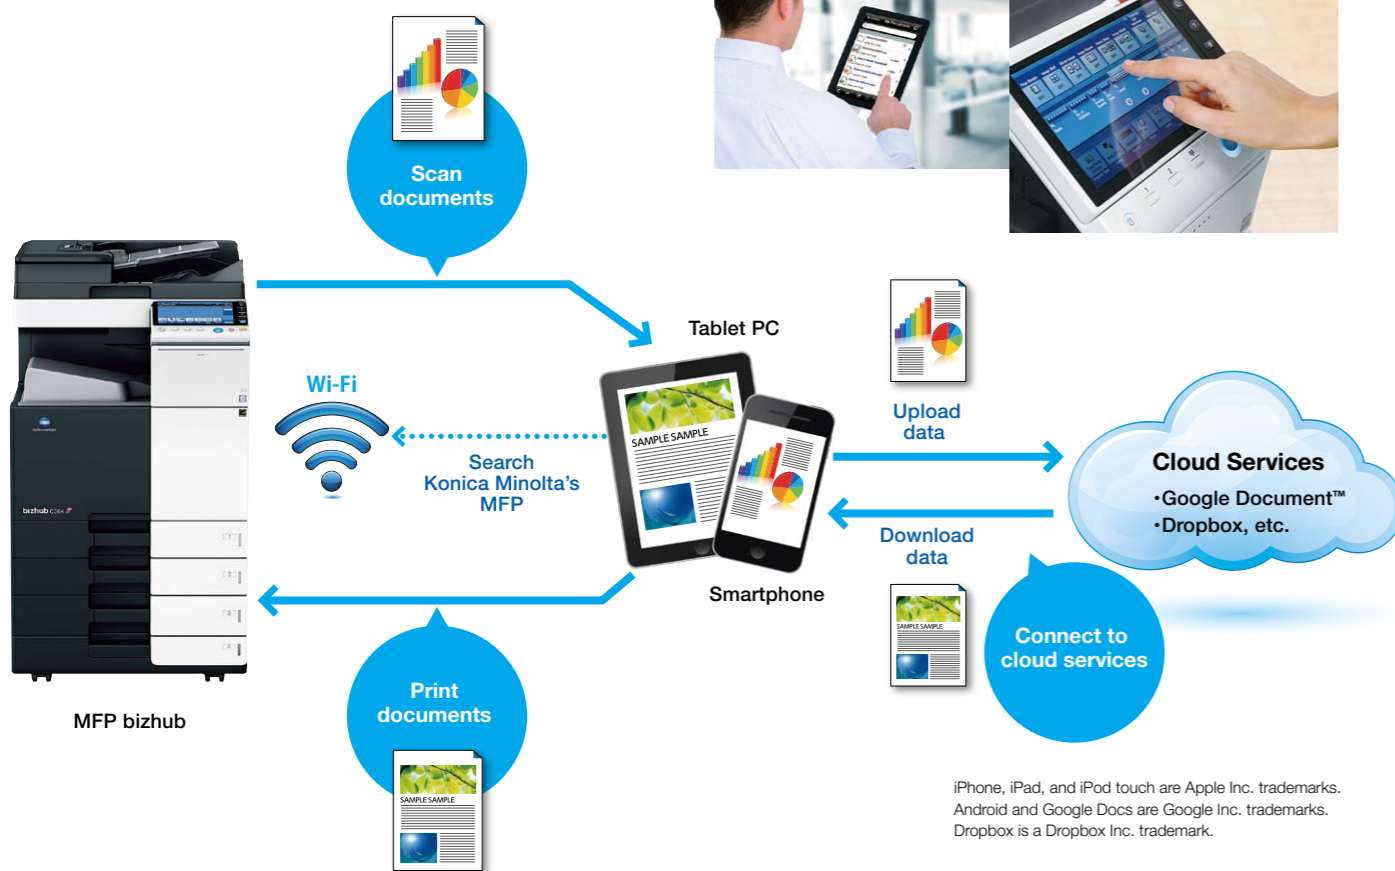 Scan
documents
Tablet PC
Wi-Fi
Search
Konica Minolta's
MFP
SAMPLE SAMPLE
Upload
data
Cloud Services
・Google Document™
・Dropbox, etc.
Download
data
bizhub C364
Smartphone
SAMPLE SAMPLE
Connect to
cloud services
MFP bizhub
Print
documents
SAMPLE SAMPLE
iPhone, iPad, and iPod touch are Apple Inc. trademarks.
Android and Google Docs are Google Inc. trademarks.
Dropbox is a Dropbox Inc. trademark.